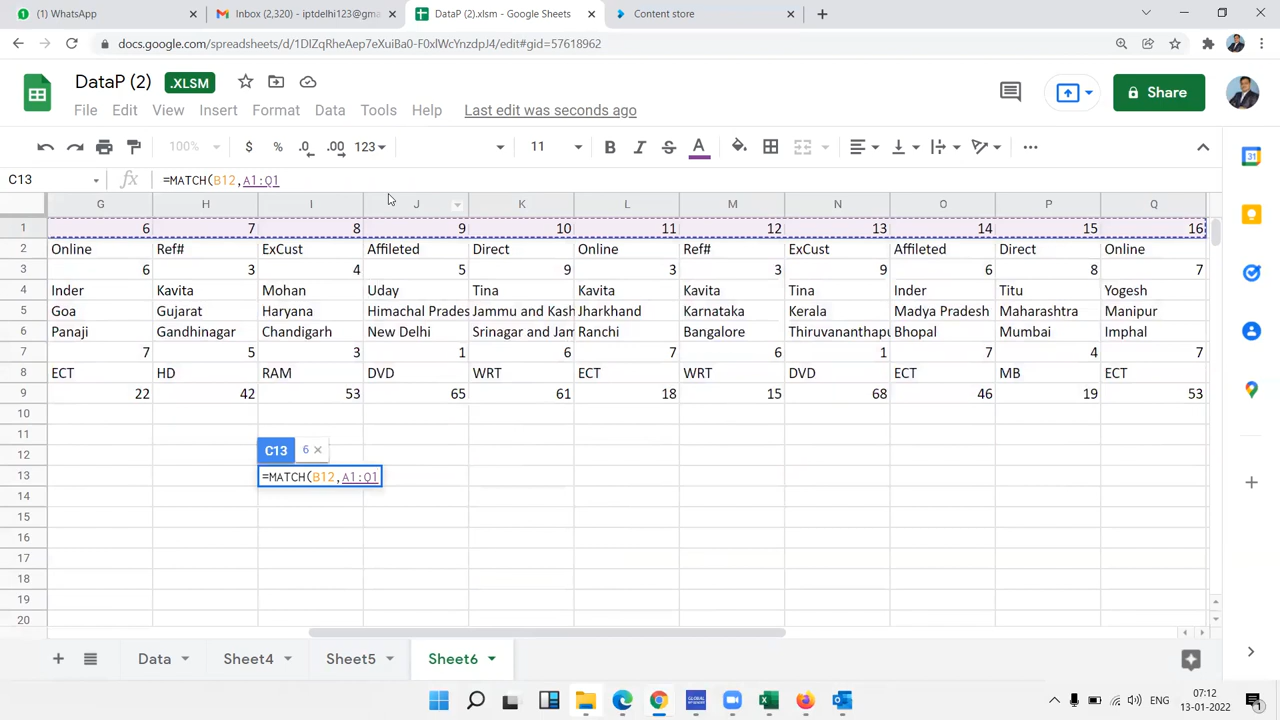 WhatsApp
Inbox (2,320) - iptdelhi123@gma
DataP (2).xlsm - Google Sheets
Content store
docs.google.com/spreadsheets/d/1DIZqRheAep7eXuiBa0-F0xlWcYnzdpJ4/edit#gid=57618962
DataP (2) .XLSM
File Edit View Insert Format Data Tools Help Last edit was seconds ago
Share
100% $ % .0 .00 123 11 B I S A
C13 fx =MATCH(B12,A1:Q1
G H I J K L M N O P Q
1 6 7 8 9 10 11 12 13 14 15 16
2 Online Ref# ExCust Affileted Direct Online Ref# ExCust Affileted Direct Online
3 6 3 4 5 9 3 3 9 6 8 7
4 Inder Kavita Mohan Uday Tina Kavita Kavita Tina Inder Titu Yogesh
5 Goa Gujarat Haryana Himachal Prades Jammu and Kash Jharkhand Karnataka Kerala Madya Pradesh Maharashtra Manipur
6 Panaji Gandhinagar Chandigarh New Delhi Srinagar and Jam Ranchi Bangalore Thiruvananthapu Bhopal Mumbai Imphal
7 7 5 3 1 6 7 6 1 7 4 7
8 ECT HD RAM DVD WRT ECT WRT DVD ECT MB ECT
9 22 42 53 65 61 18 15 68 46 19 53
10
11
C13 6 ×
12
13 =MATCH(B12,A1:Q1
14
15
16
17
18
19
20
Data Sheet4 Sheet5 Sheet6
ENG
07:12
13-01-2022